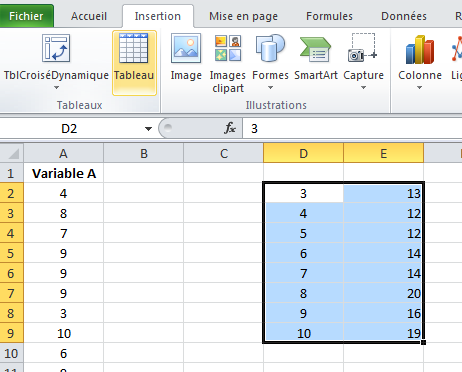 Fichier Accueil Insertion Mise en page Formules Données R
TblCroiséDynamique Tableau Image Images clipart Formes SmartArt Capture Colonne Lig
Tableaux Illustrations
D2 fx 3
A B C D E
1 Variable A
2 4 3 13
3 8 4 12
4 7 5 12
5 9 6 14
6 9 7 14
7 9 8 20
8 3 9 16
9 10 10 19
10 6